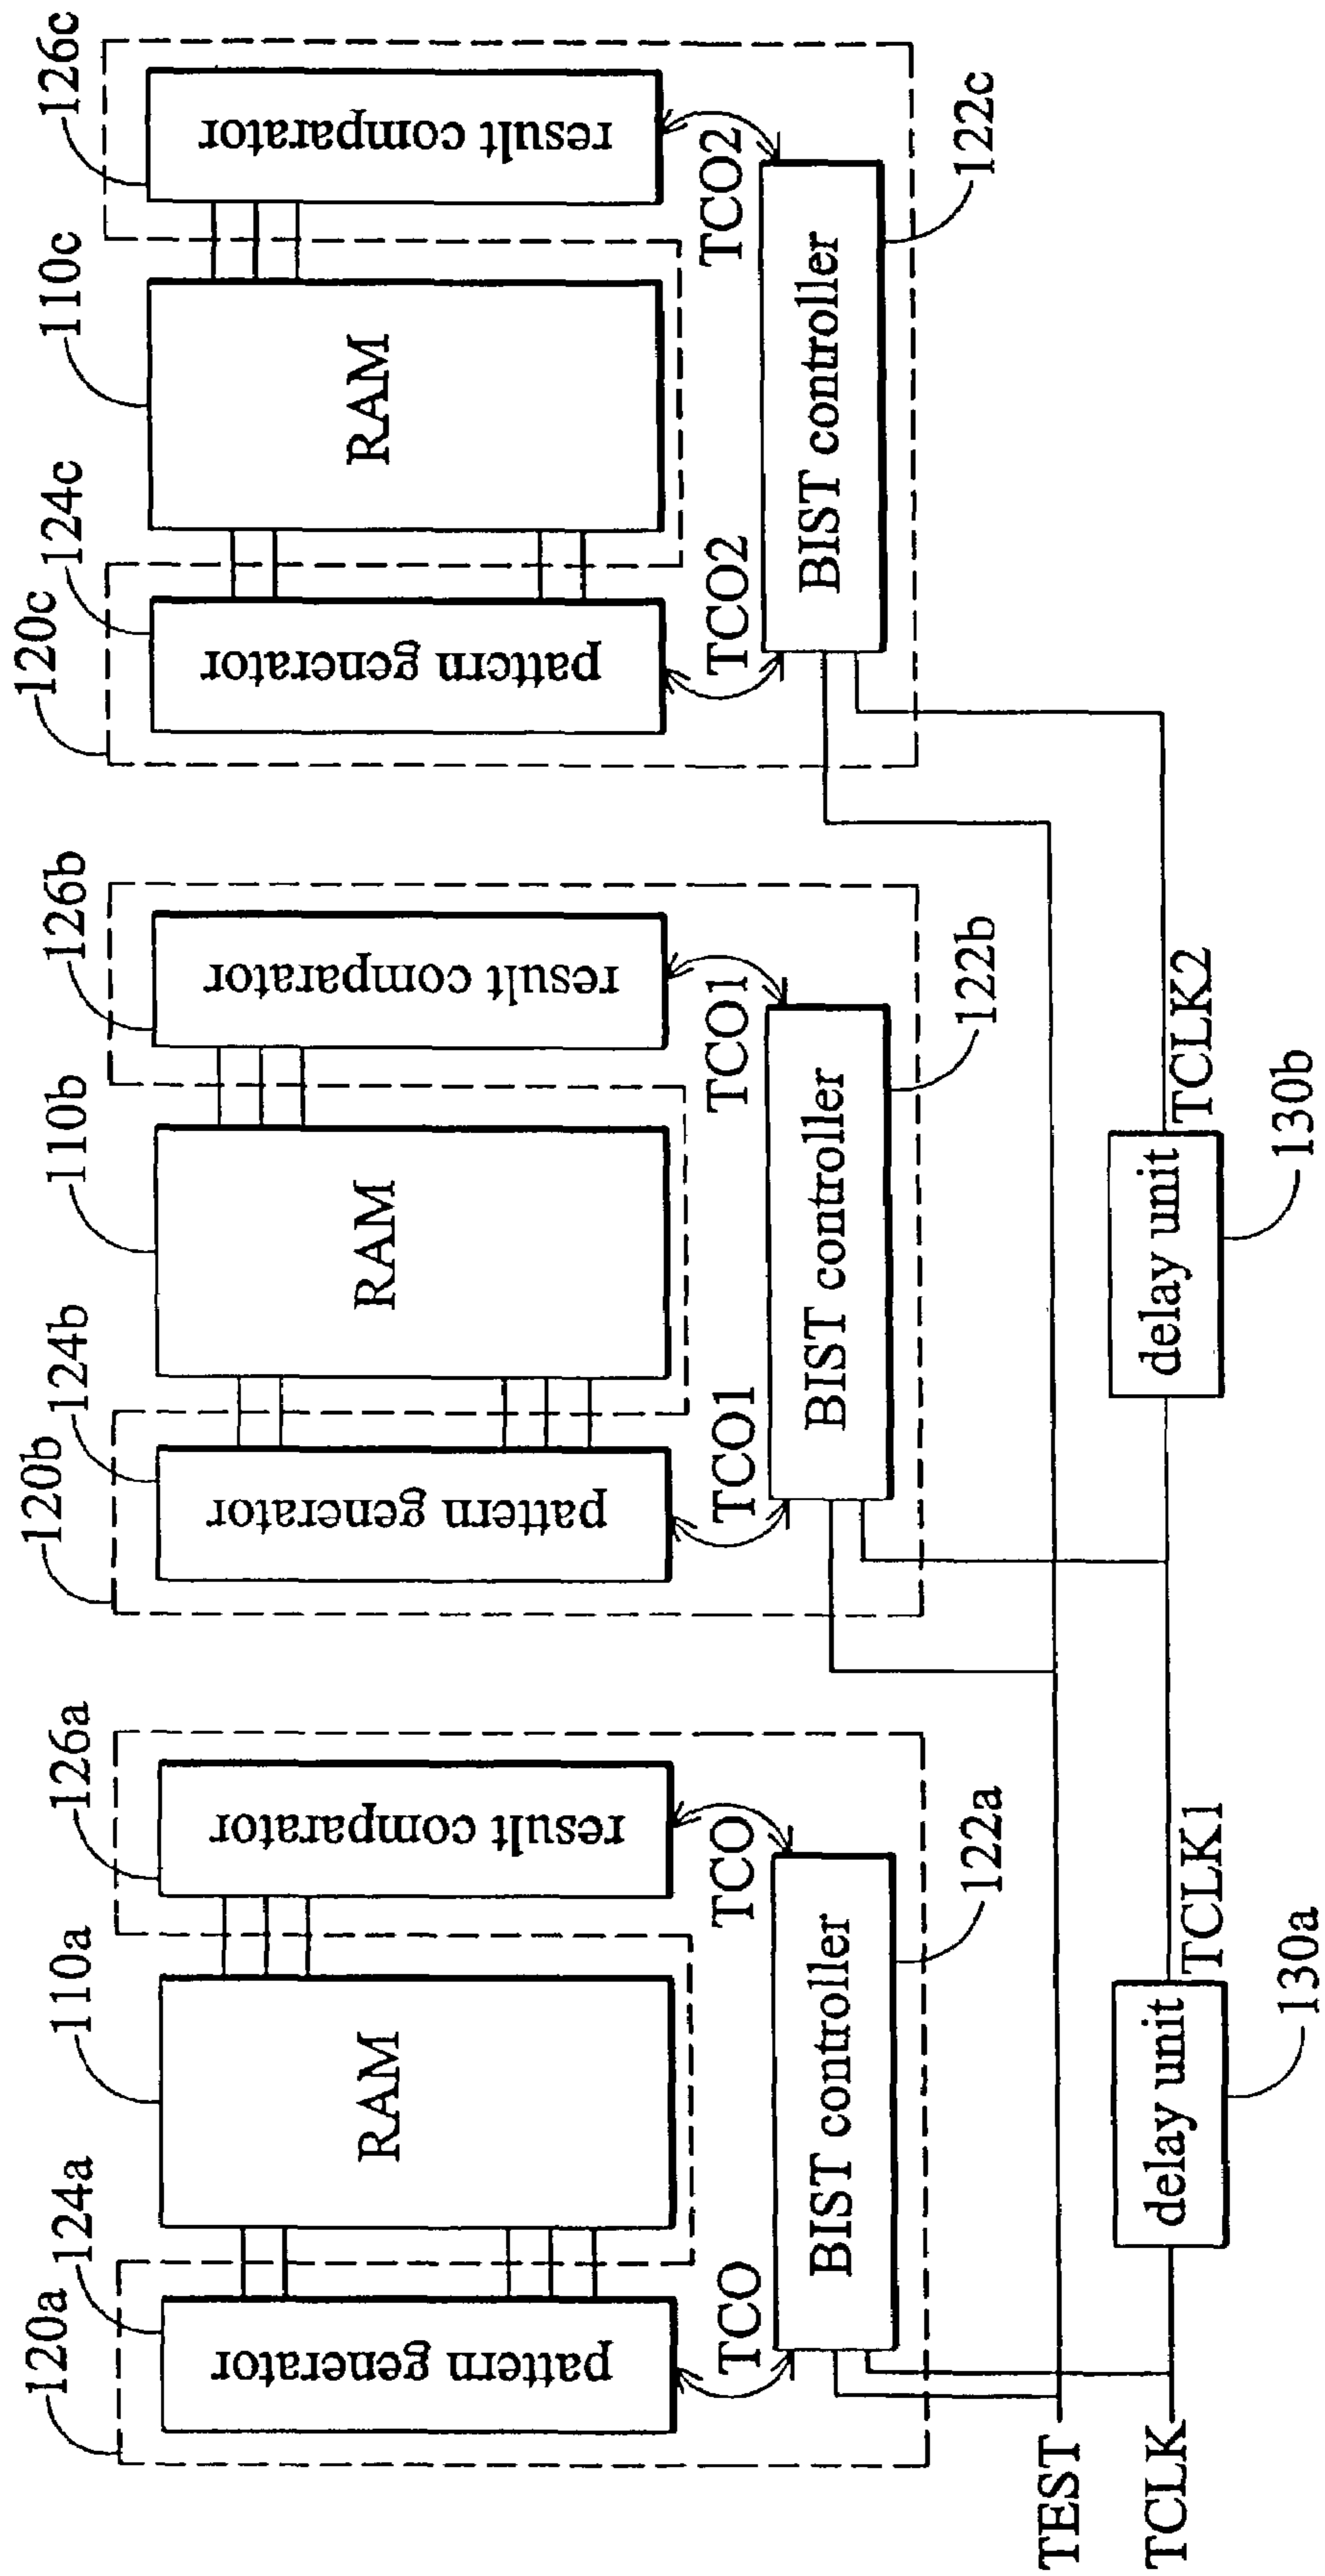 120a
124a
110a
126a
120b
124b
110b
126b
120c
124c
110c
126c
pattern generator
RAM
result comparator
pattern generator
RAM
result comparator
pattern generator
RAM
result comparator
TCO
TCO
TCO1
TCO1
TCO2
TCO2
BIST controller
BIST controller
BIST controller
122a
122b
122c
TEST
TCLK
delay unit
TCLK1
delay unit
TCLK2
130a
130b